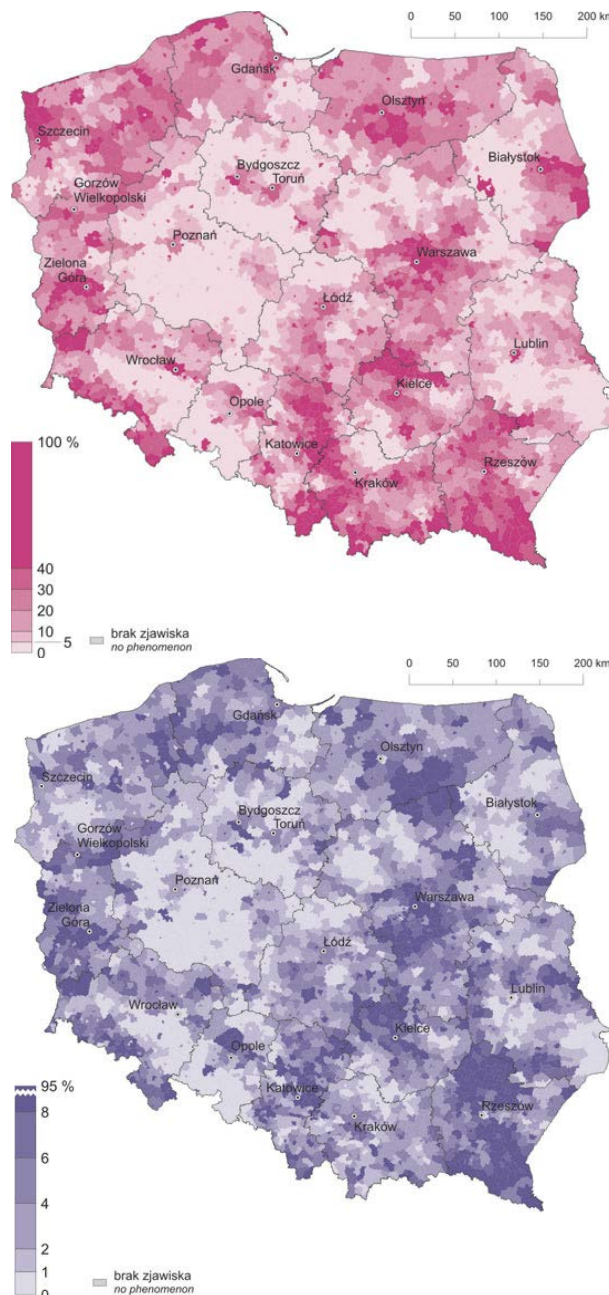 0 50 100 150 200 km
Gdańsk
Olsztyn
Szczecin
Białystok
Bydgoszcz
Toruń
Gorzów
Wielkopolski
Poznań
Warszawa
Zielona
Góra
Łódź
Lublin
Wrocław
Kielce
Opole
100 %
Katowice
Rzeszów
Kraków
40
30
20
10
5
0
brak zjawiska
no phenomenon
0 50 100 150 200 km
Gdańsk
Olsztyn
Szczecin
Białystok
Bydgoszcz
Toruń
Gorzów
Wielkopolski
Poznań
Warszawa
Zielona
Góra
Łódź
Lublin
Wrocław
Kielce
Opole
95 %
Katowice
Rzeszów
8
Kraków
6
4
2
1
0
brak zjawiska
no phenomenon